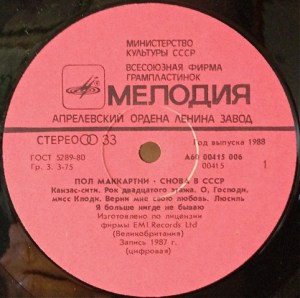 МИНИСТЕРСТВО
КУЛЬТУРЫ СССР
ВСЕСОЮЗНАЯ ФИРМА
ГРАМПЛАСТИНОК
МЕЛОДИЯ
АПРЕЛЕВСКИЙ ОРДЕНА ЛЕНИНА ЗАВОД
СТЕРЕО 33 Год выпуска 1988
ГОСТ 5289-80 А60 00415 006
Гр. 3. 3-75 00415 1
ПОЛ МАККАРТНИ - СНОВА В СССР
Канзас-сити. Рок двадцатого этажа. О, Господи,
мисс Клоди. Верни мне свою любовь. Люсиль
Я больше нигде не бываю
Изготовлено по лицензии
фирмы EMI Records Ltd
(Великобритания)
Запись 1987 г.
(цифровая)